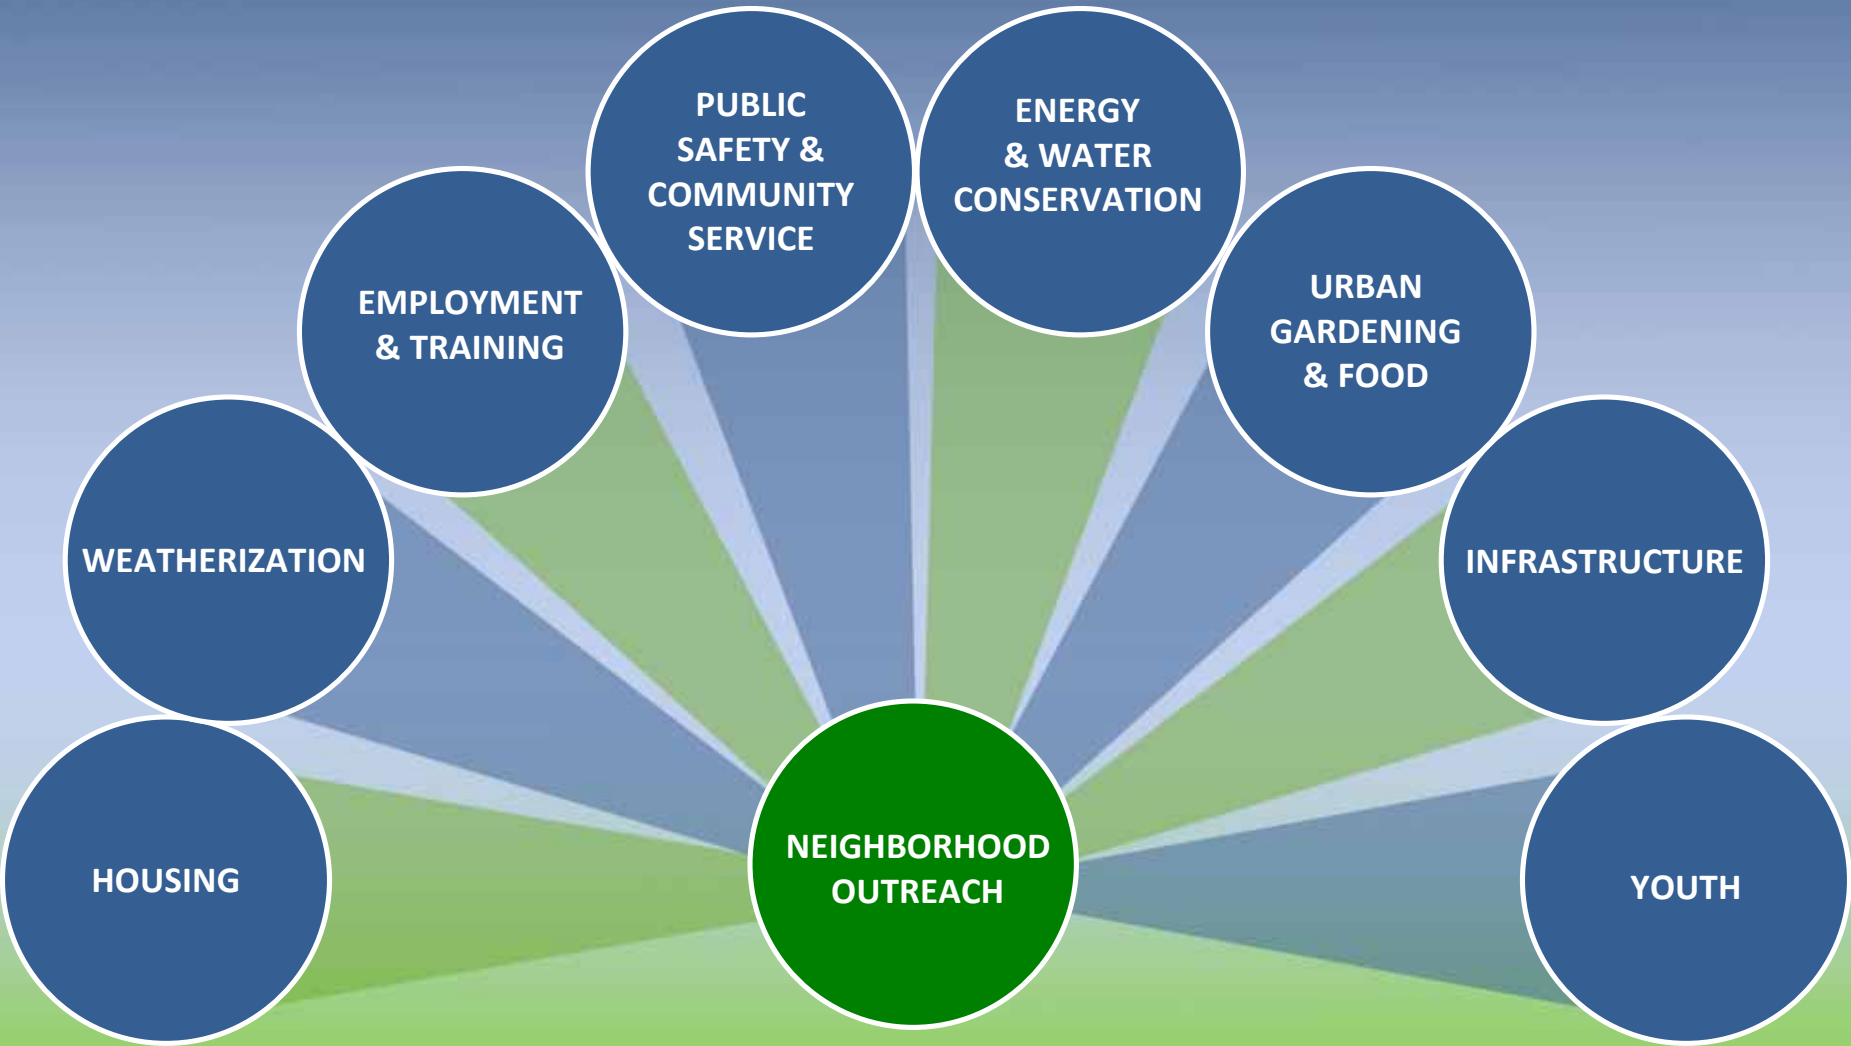 PUBLIC
SAFETY &
COMMUNITY
SERVICE
ENERGY
& WATER
CONSERVATION
EMPLOYMENT
& TRAINING
URBAN
GARDENING
& FOOD
WEATHERIZATION
INFRASTRUCTURE
HOUSING
NEIGHBORHOOD
OUTREACH
YOUTH